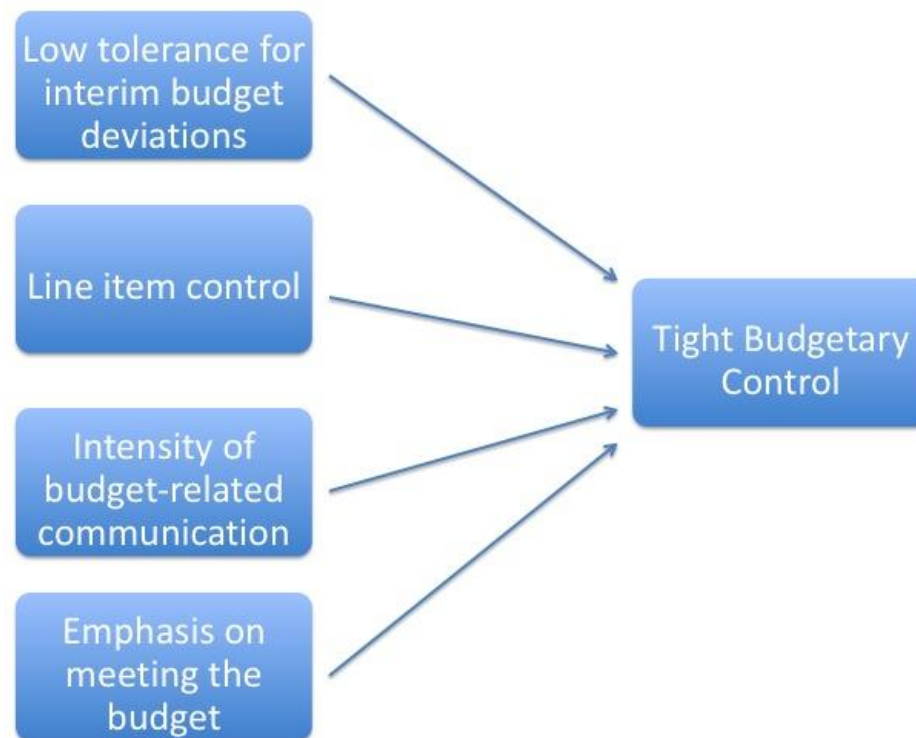 Low tolerance for
interim budget
deviations
Line item control
Intensity of
budget-related
communication
Emphasis on
meeting the
budget
Tight Budgetary
Control